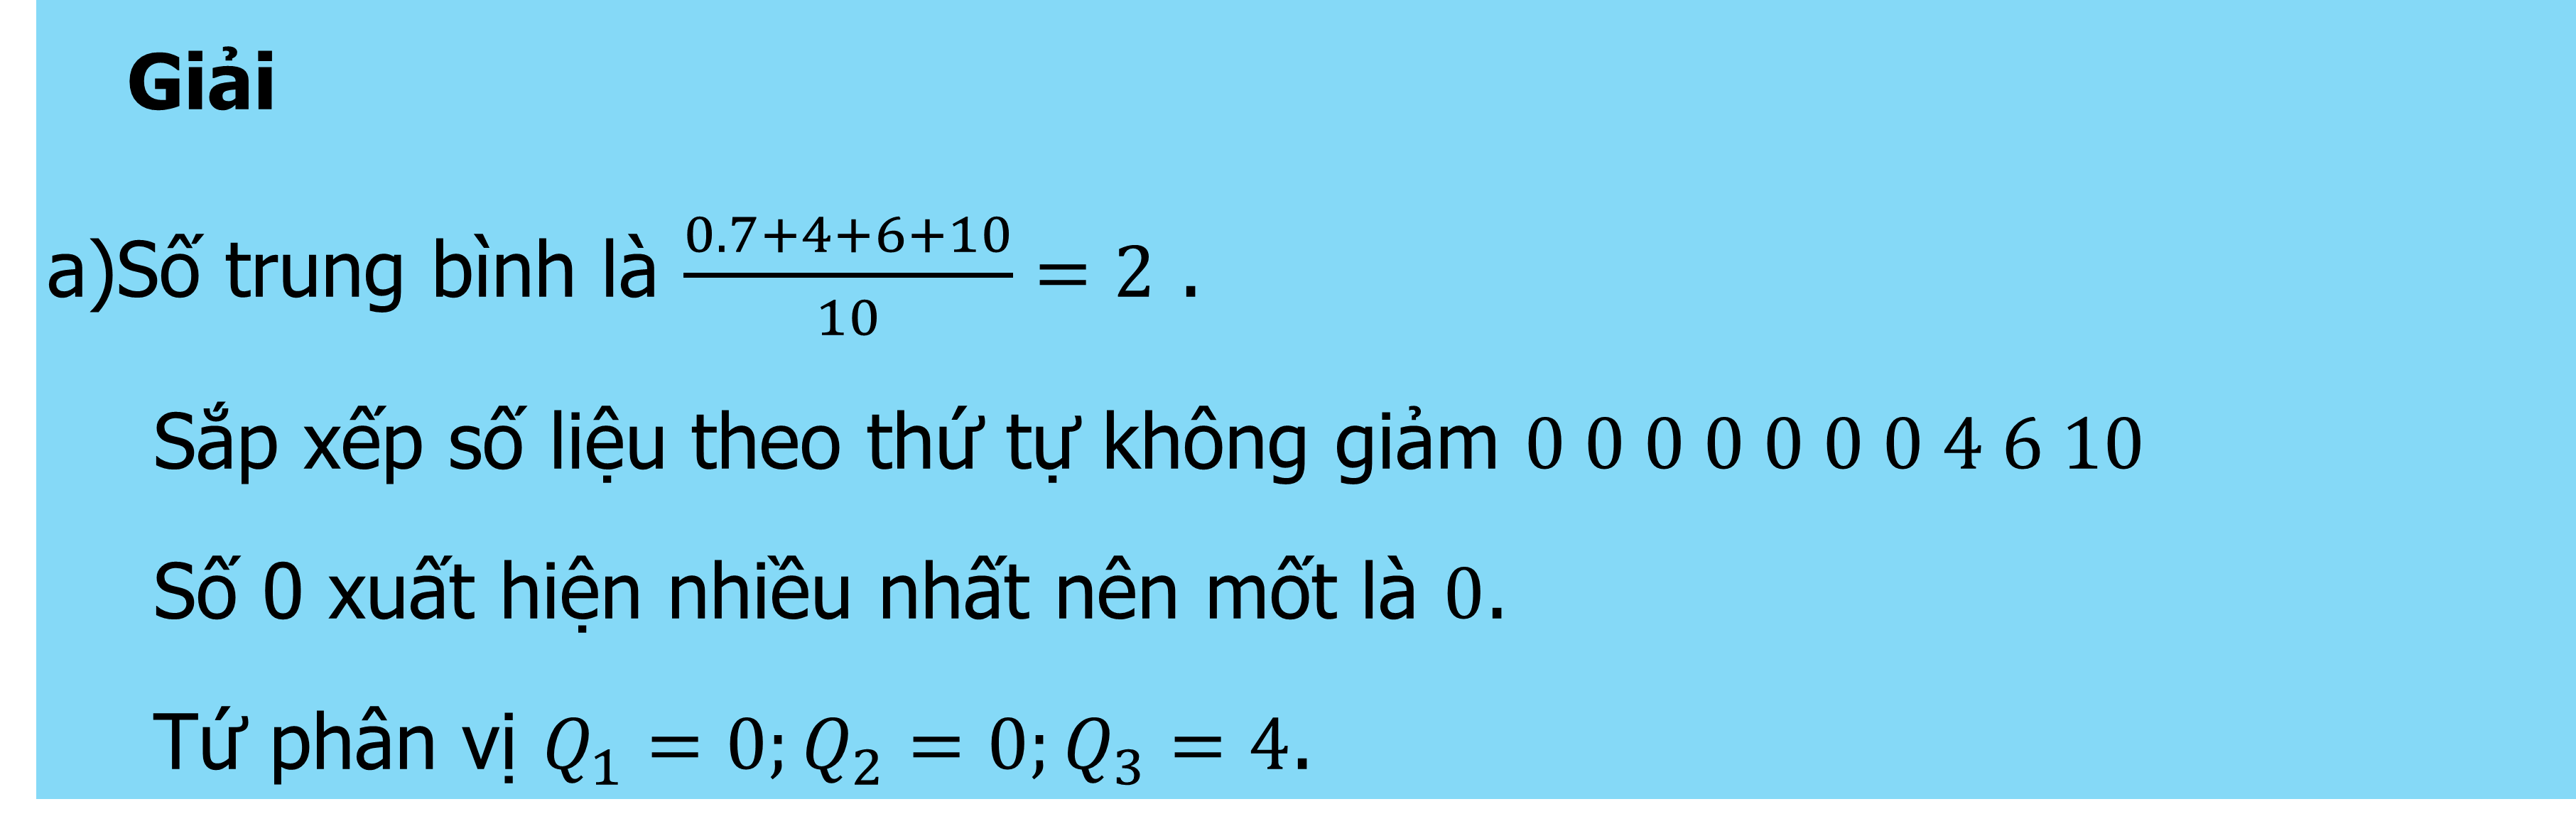 Giải
a)Số trung bình là \frac{0.7+4+6+10}{10} = 2 .
Sắp xếp số liệu theo thứ tự không giảm 0 0 0 0 0 0 0 4 6 10
Số 0 xuất hiện nhiều nhất nên mốt là 0.
Tứ phân vị Q₁ = 0; Q₂ = 0; Q₃ = 4.